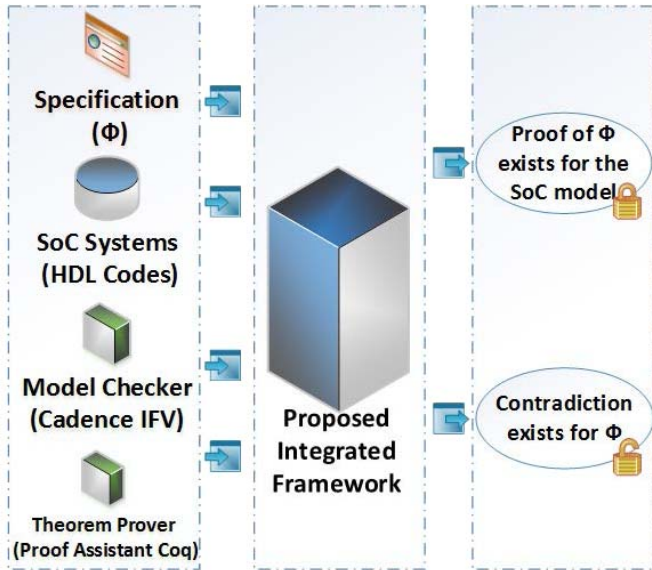 Specification
(Φ)
SoC Systems
(HDL Codes)
Model Checker
(Cadence IFV)
Theorem Prover
(Proof Assistant Coq)
Proposed
Integrated
Framework
Proof of Φ
exists for the
SoC model
Contradiction
exists for Φ